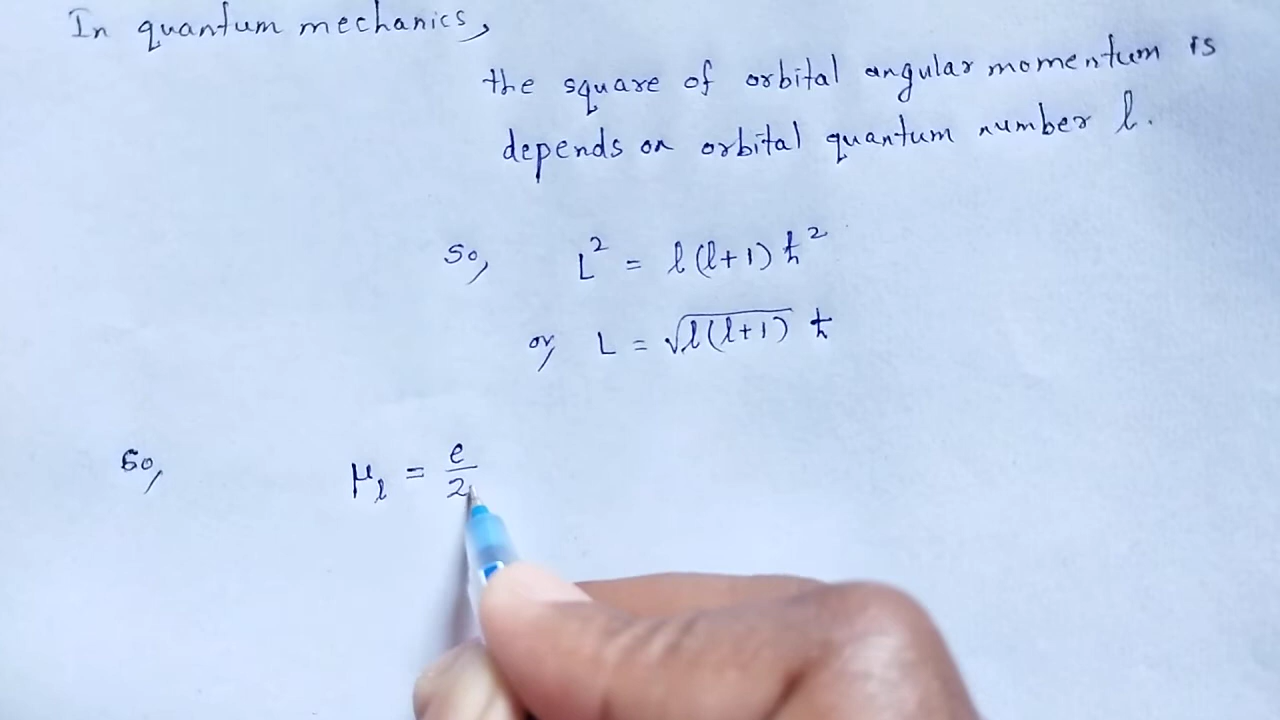 In quantum mechanics,
the square of orbital angular momentum is
depends on orbital quantum number l.
So, L² = l(l+1) ħ²
or, L = √l(l+1) ħ
So, μₗ = e/2